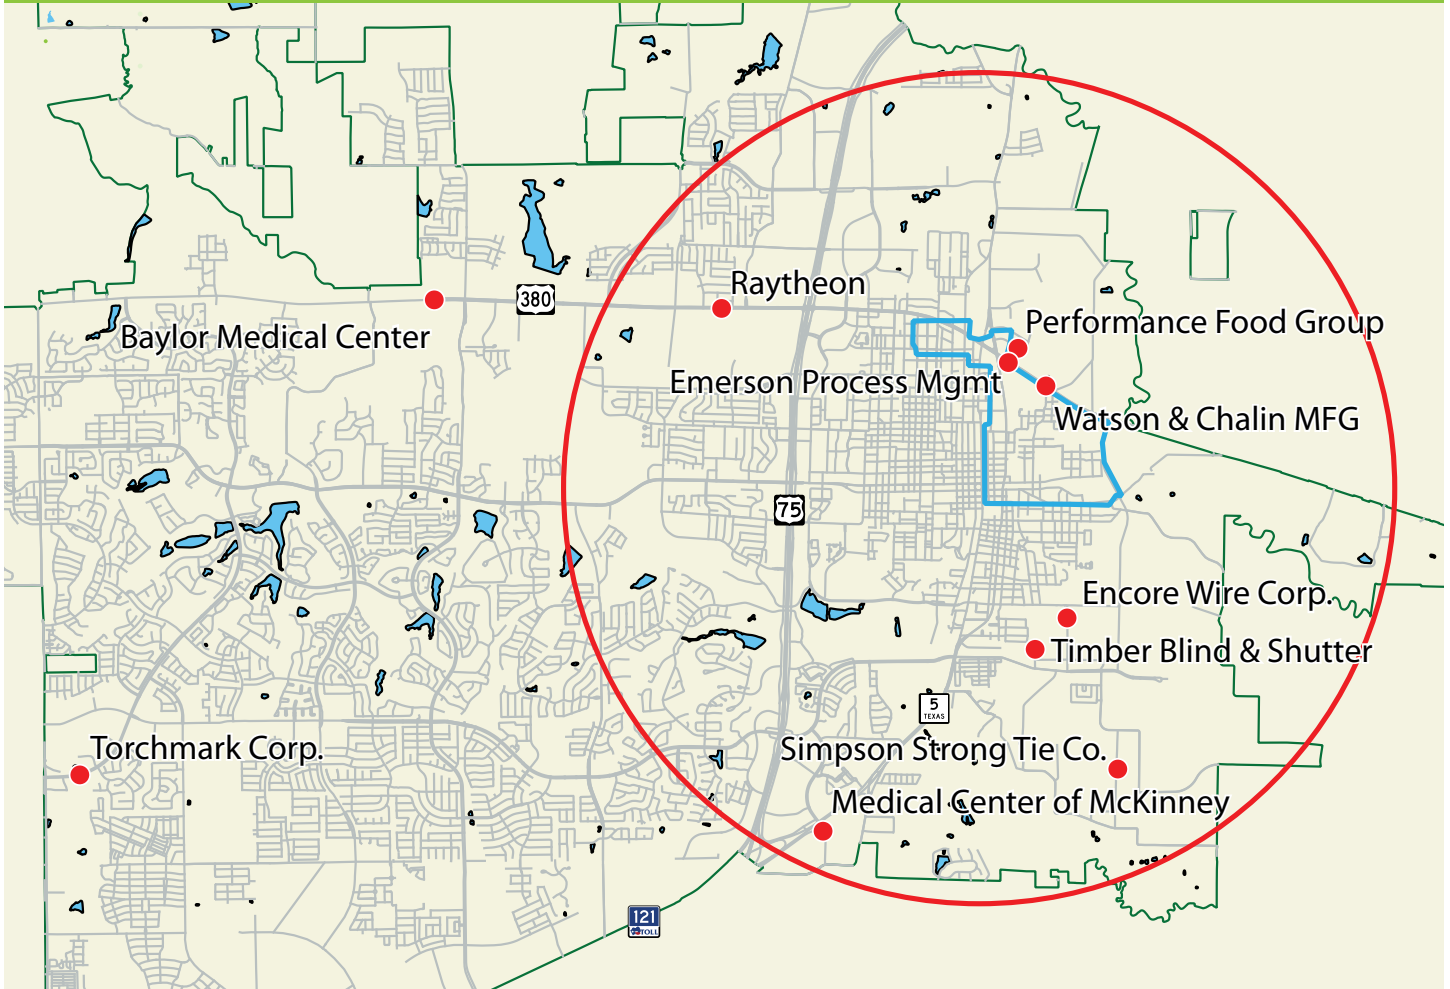 Raytheon
380
Baylor Medical Center
Performance Food Group
Emerson Process Mgmt
Watson & Chalin MFG
75
Encore Wire Corp.
Timber Blind & Shutter
5
TEXAS
Torchmark Corp.
Simpson Strong Tie Co.
Medical Center of McKinney
121
TOLL